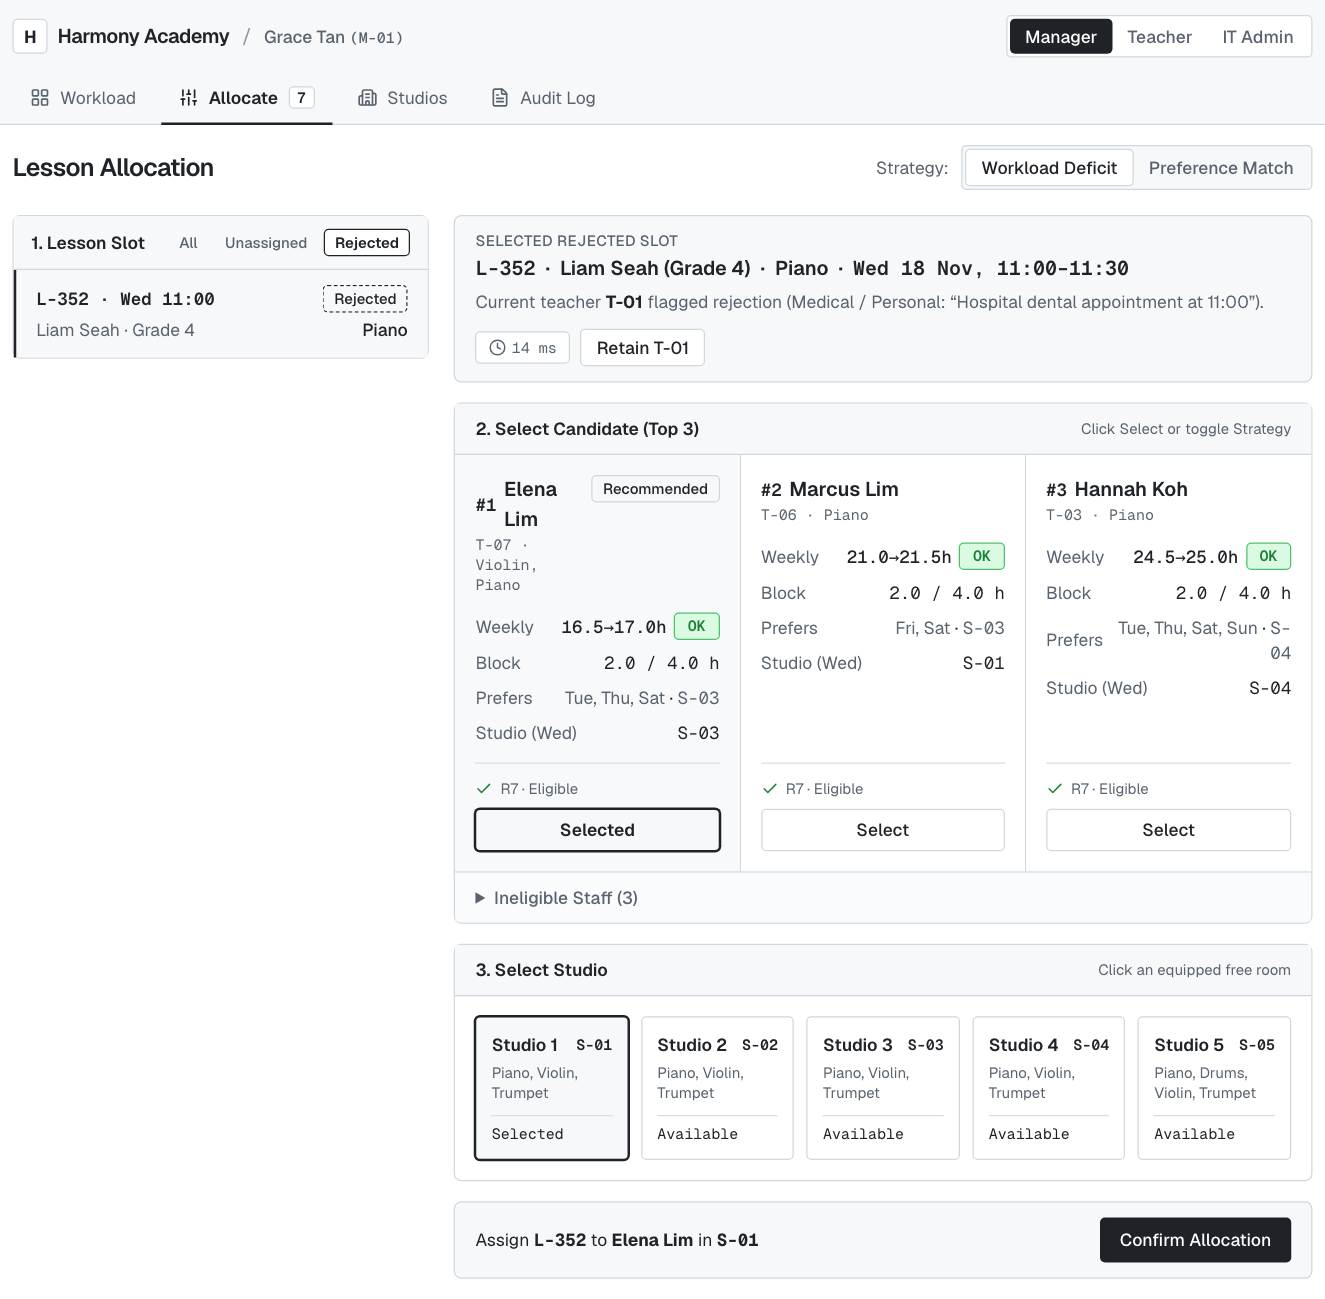 H Harmony Academy / Grace Tan (M-01)
Manager Teacher IT Admin
Workload Allocate 7 Studios Audit Log
Lesson Allocation
Strategy: Workload Deficit Preference Match
1. Lesson Slot All Unassigned Rejected
L-352 · Wed 11:00 Rejected
Liam Seah · Grade 4 Piano
SELECTED REJECTED SLOT
L-352 · Liam Seah (Grade 4) · Piano · Wed 18 Nov, 11:00–11:30
Current teacher T-01 flagged rejection (Medical / Personal: “Hospital dental appointment at 11:00”).
14 ms Retain T-01
2. Select Candidate (Top 3) Click Select or toggle Strategy
#1 Elena
Lim
Recommended
T-07 ·
Violin,
Piano
Weekly 16.5→17.0h OK
Block 2.0 / 4.0 h
Prefers Tue, Thu, Sat · S-03
Studio (Wed) S-03
R7 · Eligible
Selected
#2 Marcus Lim
T-06 · Piano
Weekly 21.0→21.5h OK
Block 2.0 / 4.0 h
Prefers Fri, Sat · S-03
Studio (Wed) S-01
R7 · Eligible
Select
#3 Hannah Koh
T-03 · Piano
Weekly 24.5→25.0h OK
Block 2.0 / 4.0 h
Prefers Tue, Thu, Sat, Sun · S-
04
Studio (Wed) S-04
R7 · Eligible
Select
Ineligible Staff (3)
3. Select Studio Click an equipped free room
Studio 1 S-01
Piano, Violin,
Trumpet
Selected
Studio 2 S-02
Piano, Violin,
Trumpet
Available
Studio 3 S-03
Piano, Violin,
Trumpet
Available
Studio 4 S-04
Piano, Violin,
Trumpet
Available
Studio 5 S-05
Piano, Drums,
Violin, Trumpet
Available
Assign L-352 to Elena Lim in S-01
Confirm Allocation